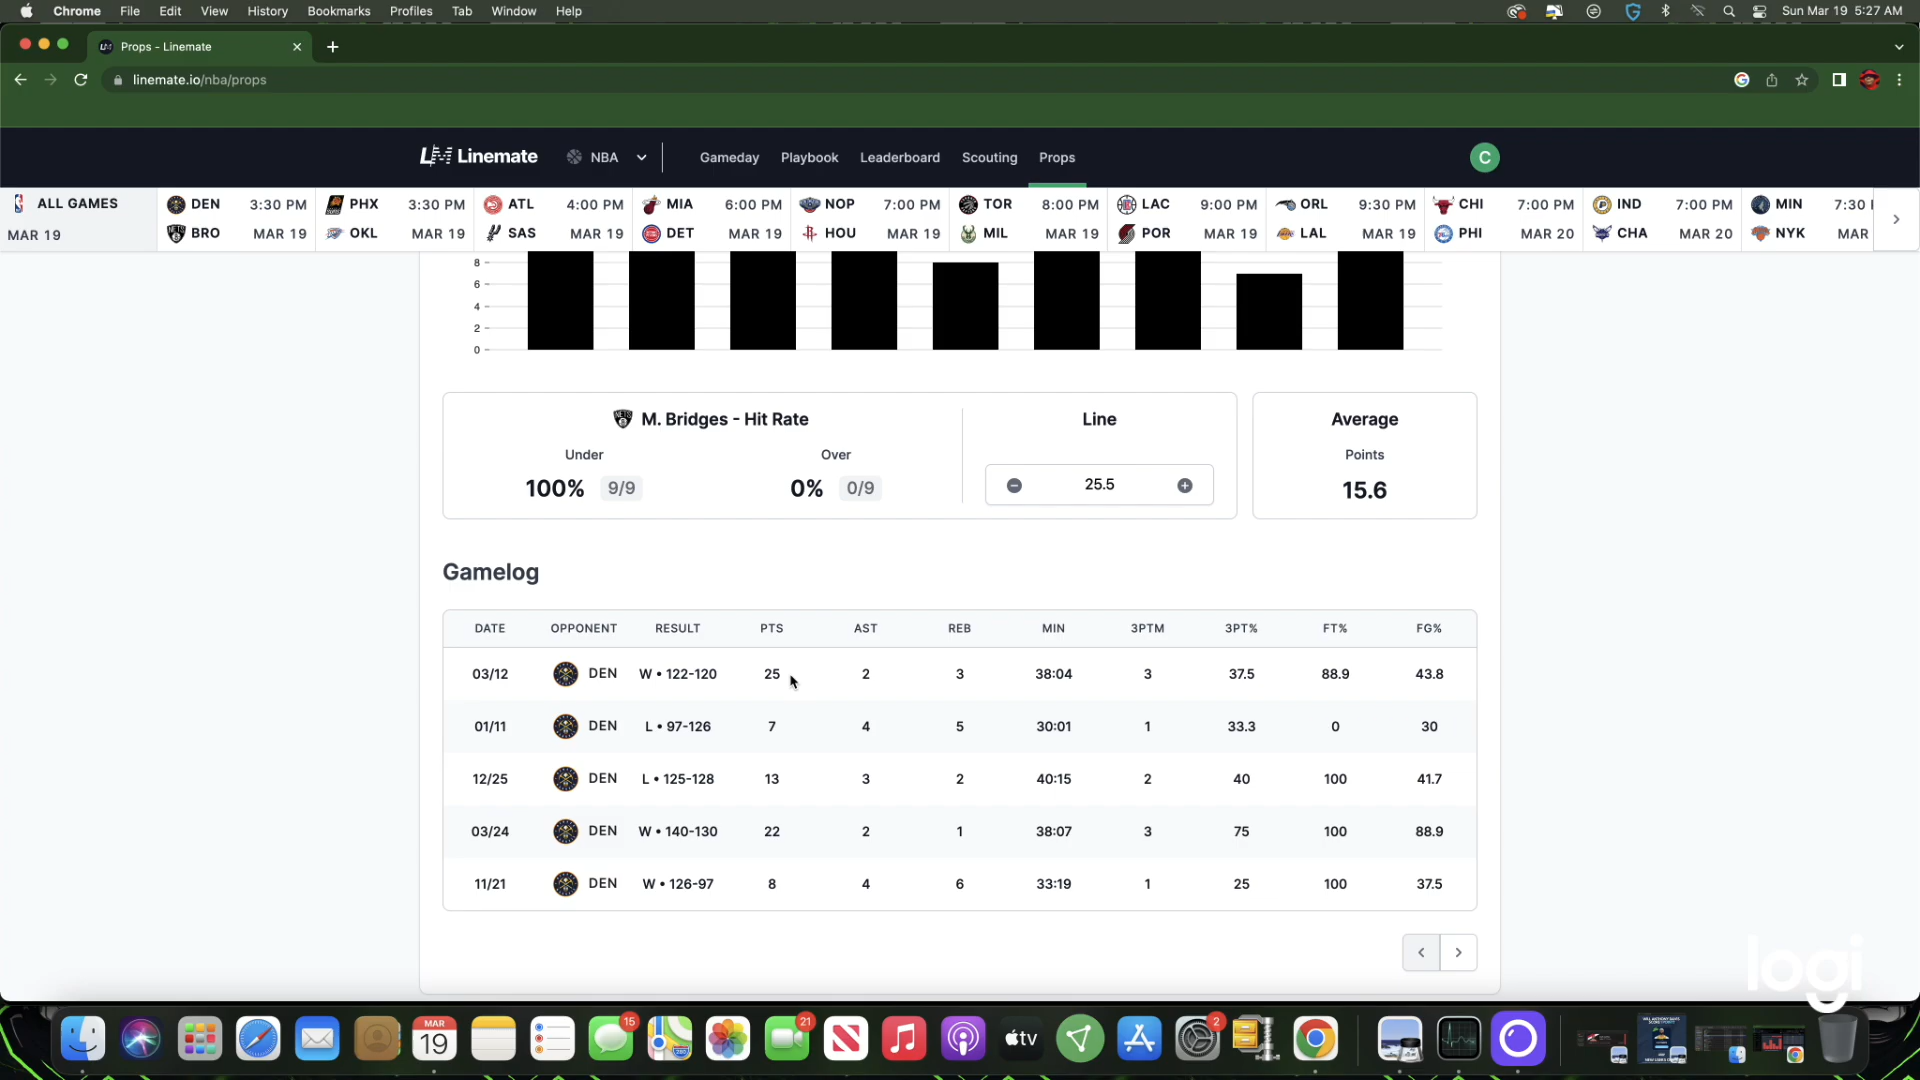 Chrome File Edit View History Bookmarks Profiles Tab Window Help Sun Mar 19 5:27 AM
Props - Linemate
linemate.io/nba/props
Linemate NBA Gameday Playbook Leaderboard Scouting Props C
ALL GAMES DEN 3:30 PM PHX 3:30 PM ATL 4:00 PM MIA 6:00 PM NOP 7:00 PM TOR 8:00 PM LAC 9:00 PM ORL 9:30 PM CHI 7:00 PM IND 7:00 PM MIN 7:30
MAR 19 BRO MAR 19 OKL MAR 19 SAS MAR 19 DET MAR 19 HOU MAR 19 MIL MAR 19 POR MAR 19 LAL MAR 19 PHI MAR 20 CHA MAR 20 NYK MAR
8
6
4
2
0
M. Bridges - Hit Rate Line Average
Under Over Points
100% 9/9 0% 0/9 25.5 15.6
Gamelog
DATE OPPONENT RESULT PTS AST REB MIN 3PTM 3PT% FT% FG%
03/12 DEN W • 122-120 25 2 3 38:04 3 37.5 88.9 43.8
01/11 DEN L • 97-126 7 4 5 30:01 1 33.3 0 30
12/25 DEN L • 125-128 13 3 2 40:15 2 40 100 41.7
03/24 DEN W • 140-130 22 2 1 38:07 3 75 100 88.9
11/21 DEN W • 126-97 8 4 6 33:19 1 25 100 37.5
logi
MAR 15 21 tv 2
19